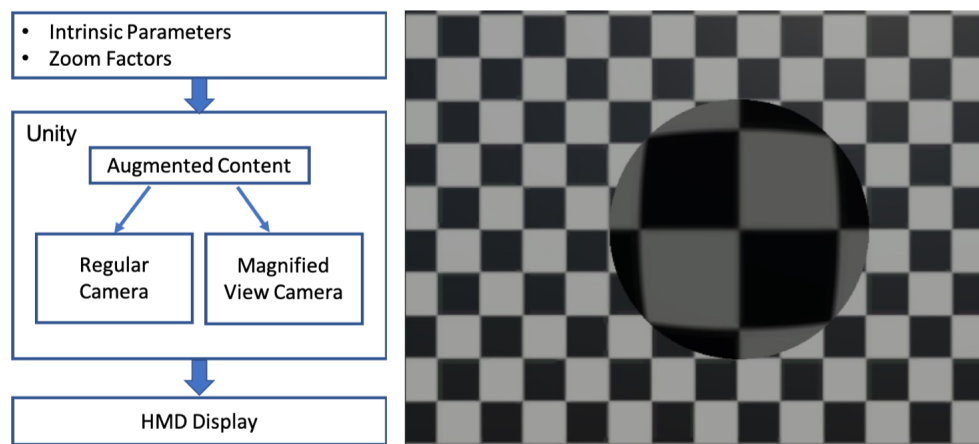 • Intrinsic Parameters
• Zoom Factors
Unity
Augmented Content
Regular
Camera
Magnified
View Camera
HMD Display